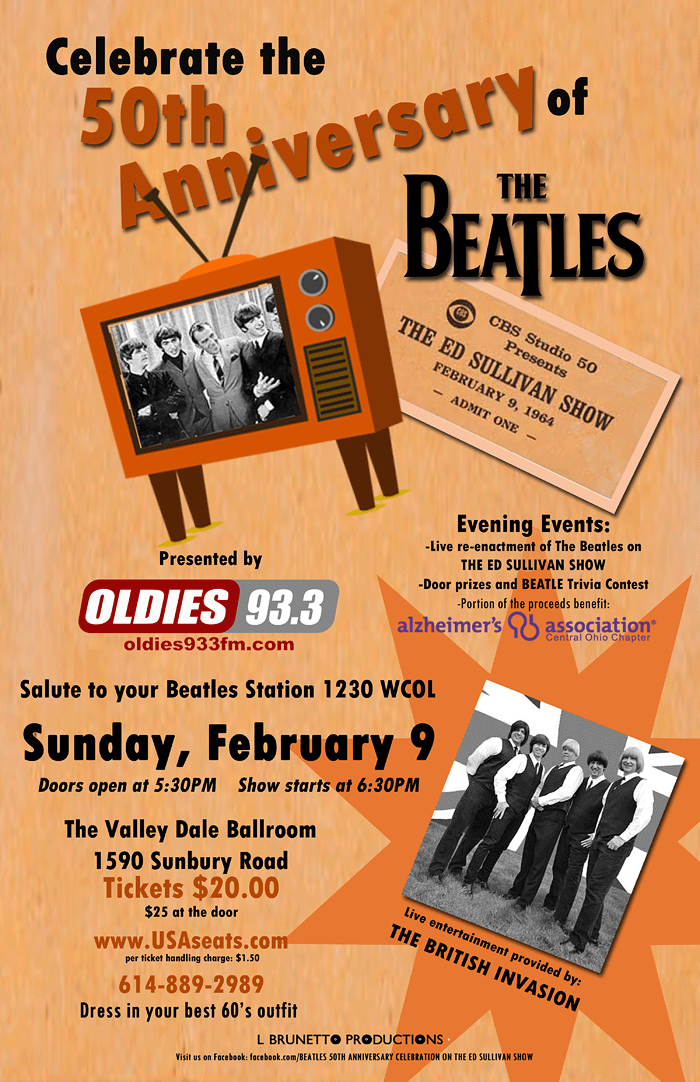 Celebrate the
50th
Anniversary of
THE
BEATLES
CBS
CBS Studio 50
Presents
THE ED SULLIVAN SHOW
FEBRUARY 9, 1964
— ADMIT ONE —
Evening Events:
-Live re-enactment of The Beatles on
THE ED SULLIVAN SHOW
-Door prizes and BEATLE Trivia Contest
-Portion of the proceeds benefit:
alzheimer's association®
Central Ohio Chapter
Presented by
OLDIES 93.3
oldies933fm.com
Salute to your Beatles Station 1230 WCOL
Sunday, February 9
Doors open at 5:30PM Show starts at 6:30PM
The Valley Dale Ballroom
1590 Sunbury Road
Tickets $20.00
$25 at the door
www.USAseats.com
per ticket handling charge: $1.50
614-889-2989
Dress in your best 60's outfit
Live entertainment provided by:
THE BRITISH INVASION
L BRUNETTO PRODUCTIONS
Visit us on Facebook: facebook.com/BEATLES 50TH ANNIVERSARY CELEBRATION ON THE ED SULLIVAN SHOW